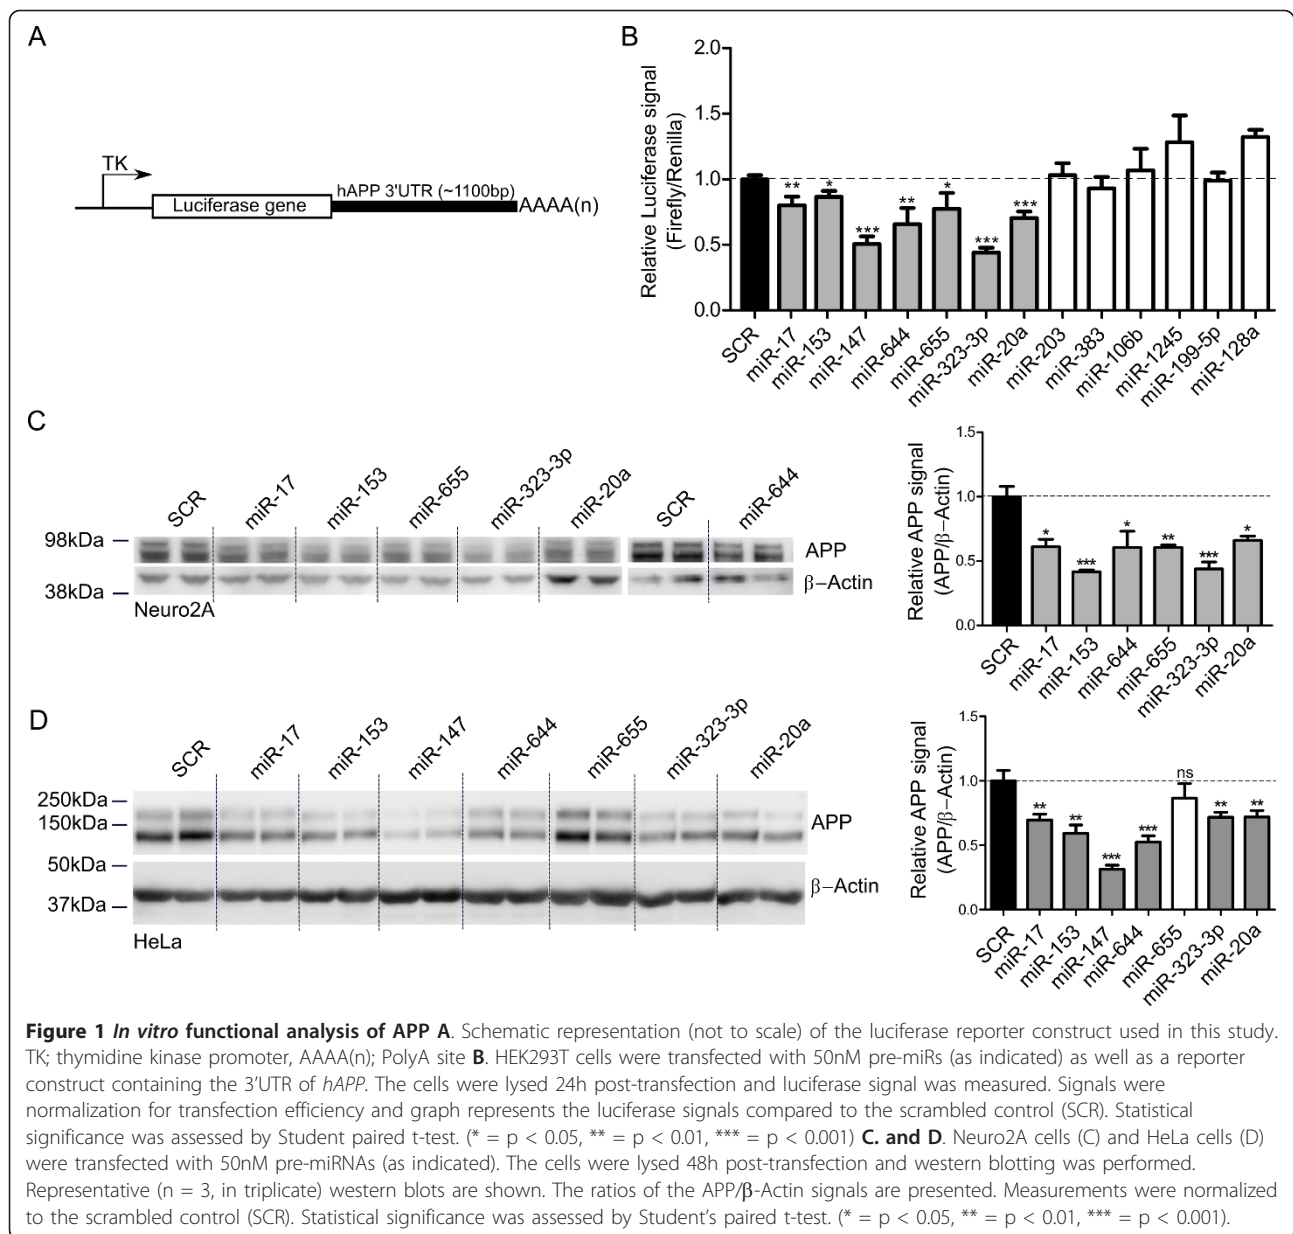 A
TK
hAPP 3'UTR (~1100bp)
Luciferase gene
AAAA(n)
B
Relative Luciferase signal
(Firefly/Renilla)
2.0
1.5
1.0
0.5
0.0
** * *** ** * *** ***
SCR miR-17 miR-153 miR-147 miR-644 miR-655 miR-323-3p miR-20a miR-203 miR-383 miR-106b miR-1245 miR-199-5p miR-128a
C
SCR miR-17 miR-153 miR-655 miR-323-3p miR-20a SCR miR-644
98kDa
APP
β–Actin
38kDa
Neuro2A
Relative APP signal
(APP/β–Actin)
1.5
1.0
0.5
0.0
* *** * ** *** *
SCR miR-17 miR-153 miR-644 miR-655 miR-323-3p miR-20a
D
SCR miR-17 miR-153 miR-147 miR-644 miR-655 miR-323-3p miR-20a
250kDa
150kDa
APP
50kDa
β–Actin
37kDa
HeLa
Relative APP signal
(APP/β–Actin)
1.5
1.0
0.5
0.0
** ** *** *** ns ** **
SCR miR-17 miR-153 miR-147 miR-644 miR-655 miR-323-3p miR-20a
Figure 1 In vitro functional analysis of APP A. Schematic representation (not to scale) of the luciferase reporter construct used in this study.
TK; thymidine kinase promoter, AAAA(n); PolyA site B. HEK293T cells were transfected with 50nM pre-miRs (as indicated) as well as a reporter
construct containing the 3'UTR of hAPP. The cells were lysed 24h post-transfection and luciferase signal was measured. Signals were
normalization for transfection efficiency and graph represents the luciferase signals compared to the scrambled control (SCR). Statistical
significance was assessed by Student paired t-test. (* = p < 0.05, ** = p < 0.01, *** = p < 0.001) C. and D. Neuro2A cells (C) and HeLa cells (D)
were transfected with 50nM pre-miRNAs (as indicated). The cells were lysed 48h post-transfection and western blotting was performed.
Representative (n = 3, in triplicate) western blots are shown. The ratios of the APP/β-Actin signals are presented. Measurements were normalized
to the scrambled control (SCR). Statistical significance was assessed by Student's paired t-test. (* = p < 0.05, ** = p < 0.01, *** = p < 0.001).